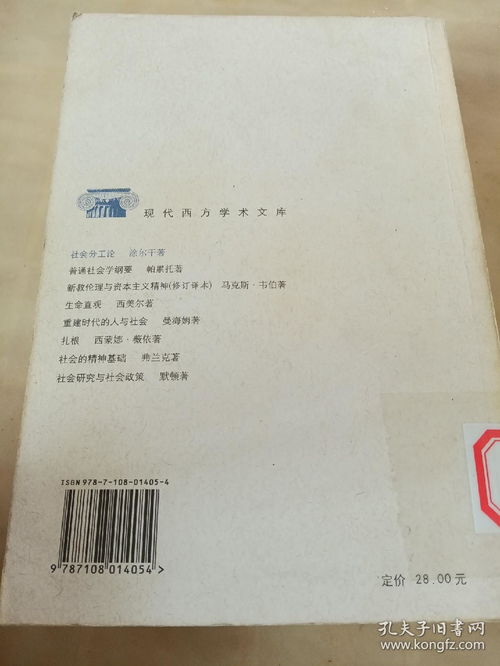 现代西方学术文库
社会分工论 涂尔干著
普通社会学纲要 帕累托著
新教伦理与资本主义精神(修订译本) 马克斯·韦伯著
生命直观 西美尔著
重建时代的人与社会 曼海姆著
扎根 西蒙娜·薇依著
社会的精神基础 弗兰克著
社会研究与社会政策 默顿著
ISBN 978-7-108-01405-4
9 787108 014054 >
定价 28.00元
孔夫子旧书网
www.kongfz.com